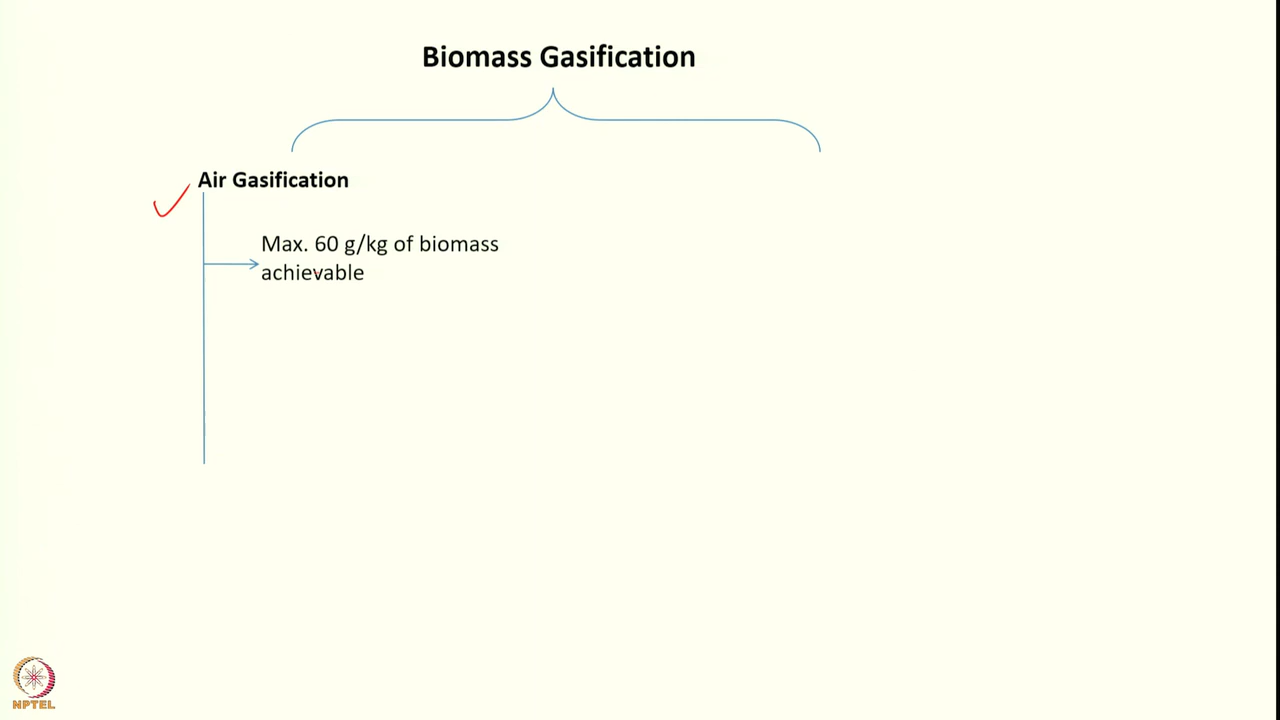 Biomass Gasification
Air Gasification
Max. 60 g/kg of biomass
achievable
NPTEL